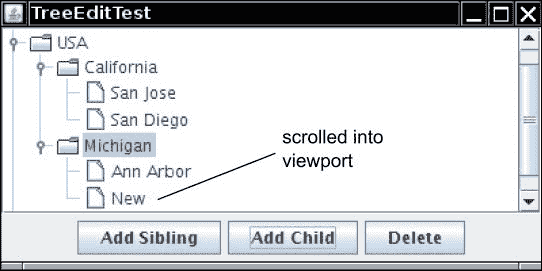 TreeEditTest
USA
California
San Jose
San Diego
Michigan
Ann Arbor
New
scrolled into
viewport
Add Sibling
Add Child
Delete